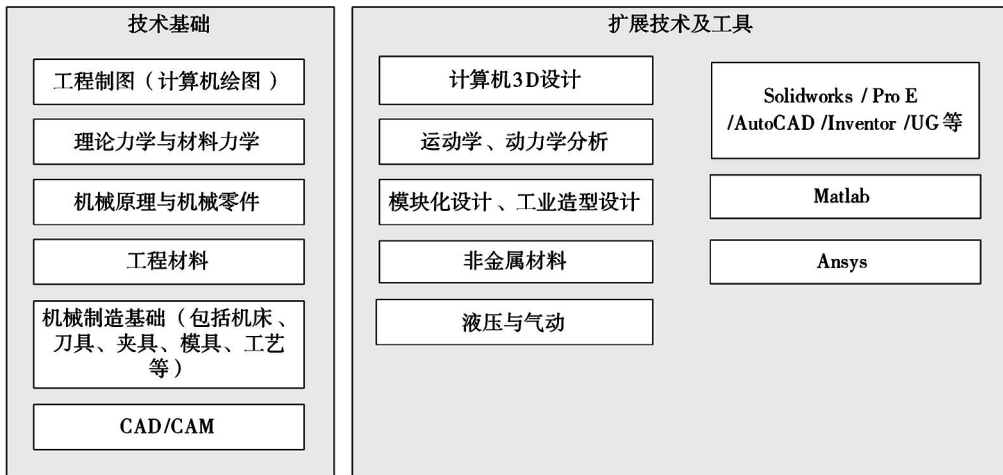 技术基础
工程制图（计算机绘图）
理论力学与材料力学
机械原理与机械零件
工程材料
机械制造基础（包括机床、
刀具、夹具、模具、工艺
等）
CAD/CAM
扩展技术及工具
计算机3D设计
运动学、动力学分析
模块化设计、工业造型设计
非金属材料
液压与气动
Solidworks / Pro E
/AutoCAD /Inventor /UG等
Matlab
Ansys